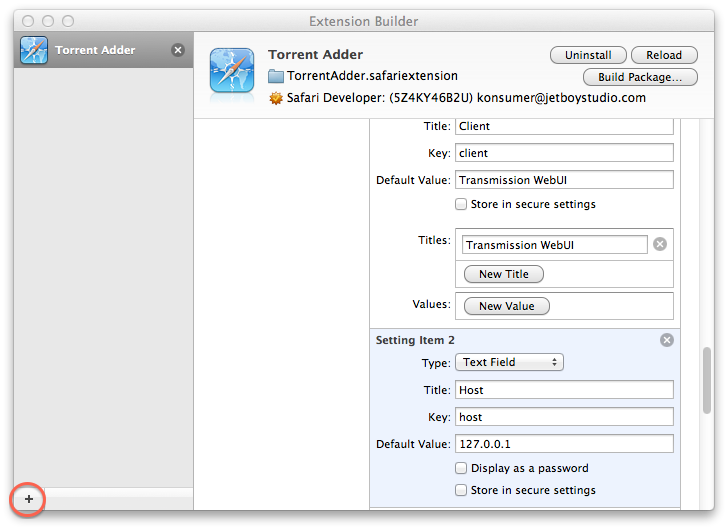 Extension Builder
Torrent Adder
Torrent Adder
Uninstall Reload
TorrentAdder.safariextension
Build Package...
Safari Developer: (5Z4KY46B2U) konsumer@jetboystudio.com
Title: Client
Key: client
Default Value: Transmission WebUI
Store in secure settings
Titles: Transmission WebUI
New Title
Values: New Value
Setting Item 2
Type: Text Field
Title: Host
Key: host
Default Value: 127.0.0.1
Display as a password
Store in secure settings
+